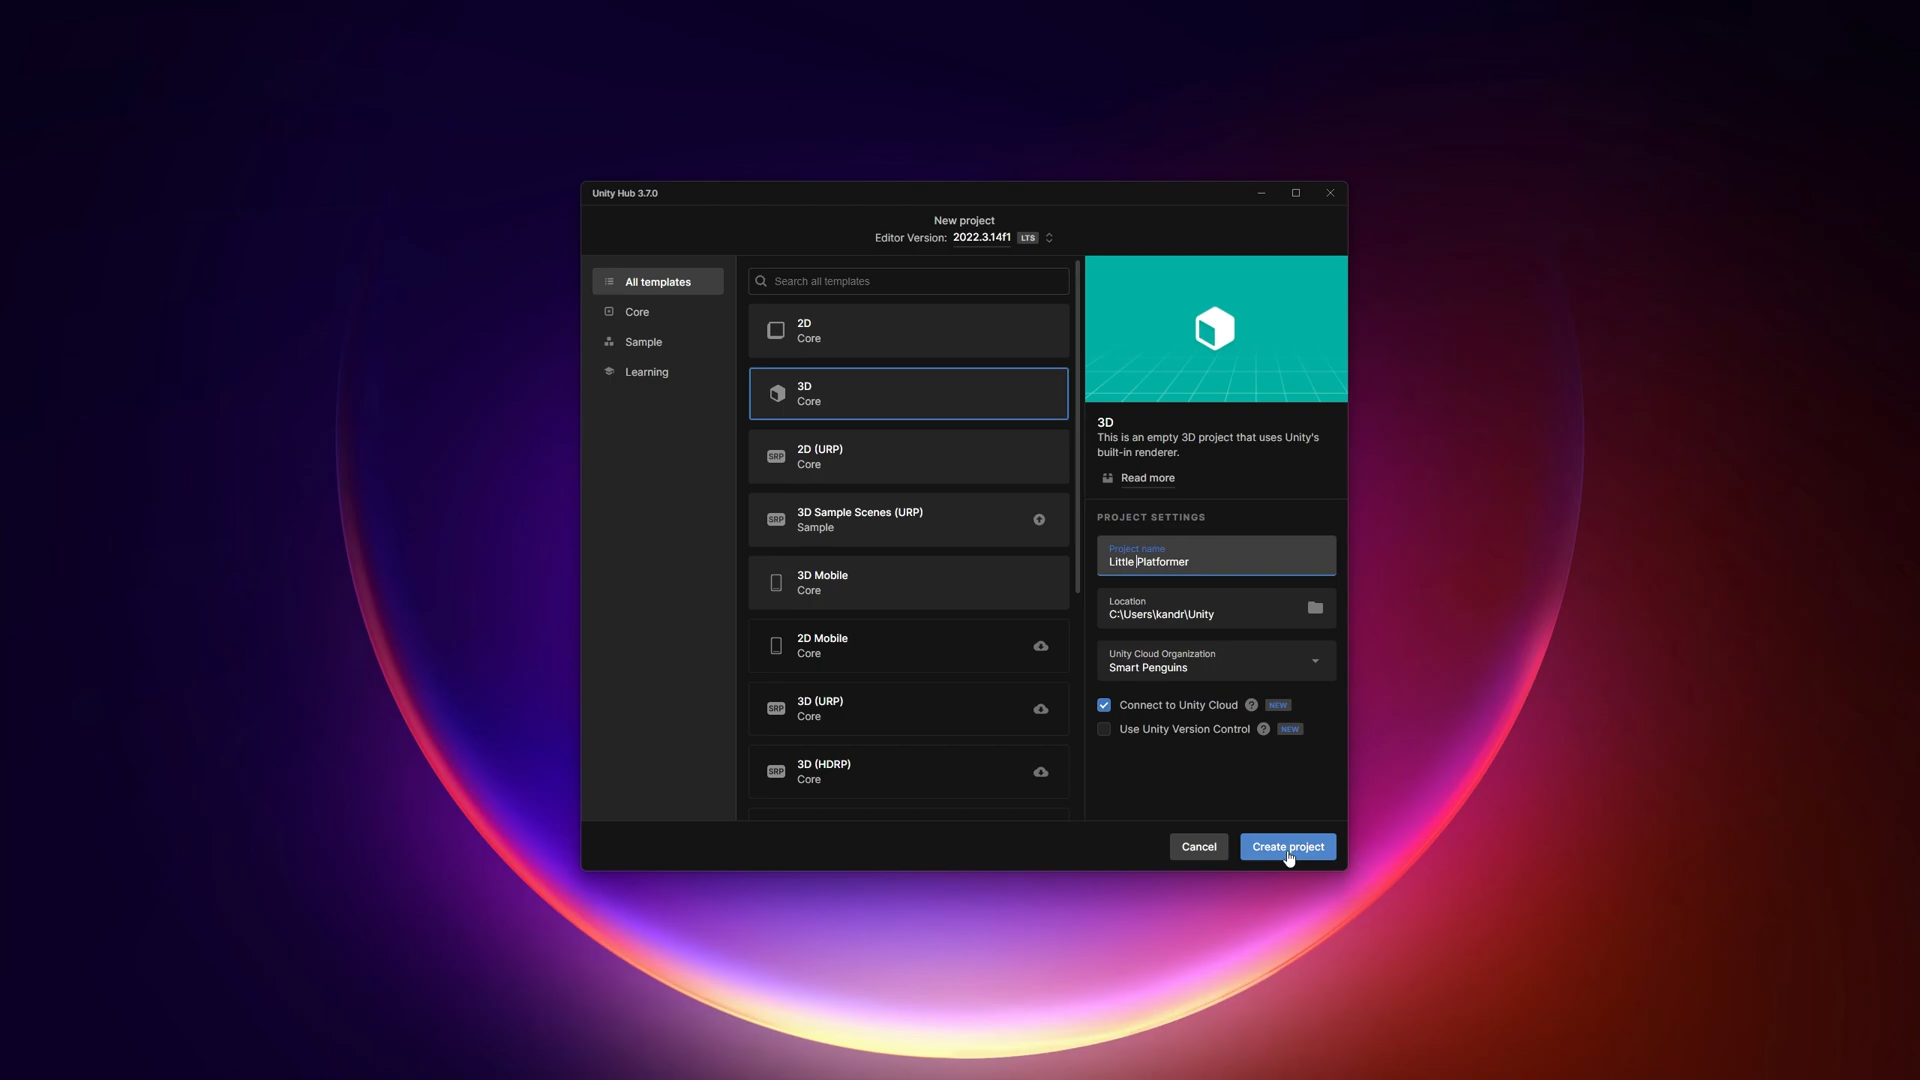 Unity Hub 3.7.0
New project
Editor Version: 2022.3.14f1 LTS
All templates
Core
Sample
Learning
Search all templates
2D
Core
3D
Core
SRP
2D (URP)
Core
SRP
3D Sample Scenes (URP)
Sample
3D Mobile
Core
2D Mobile
Core
SRP
3D (URP)
Core
SRP
3D (HDRP)
Core
3D
This is an empty 3D project that uses Unity's
built-in renderer.
Read more
PROJECT SETTINGS
Project name
Little Platformer
Location
C:\Users\kandr\Unity
Unity Cloud Organization
Smart Penguins
Connect to Unity Cloud ? NEW
Use Unity Version Control ? NEW
Cancel
Create project